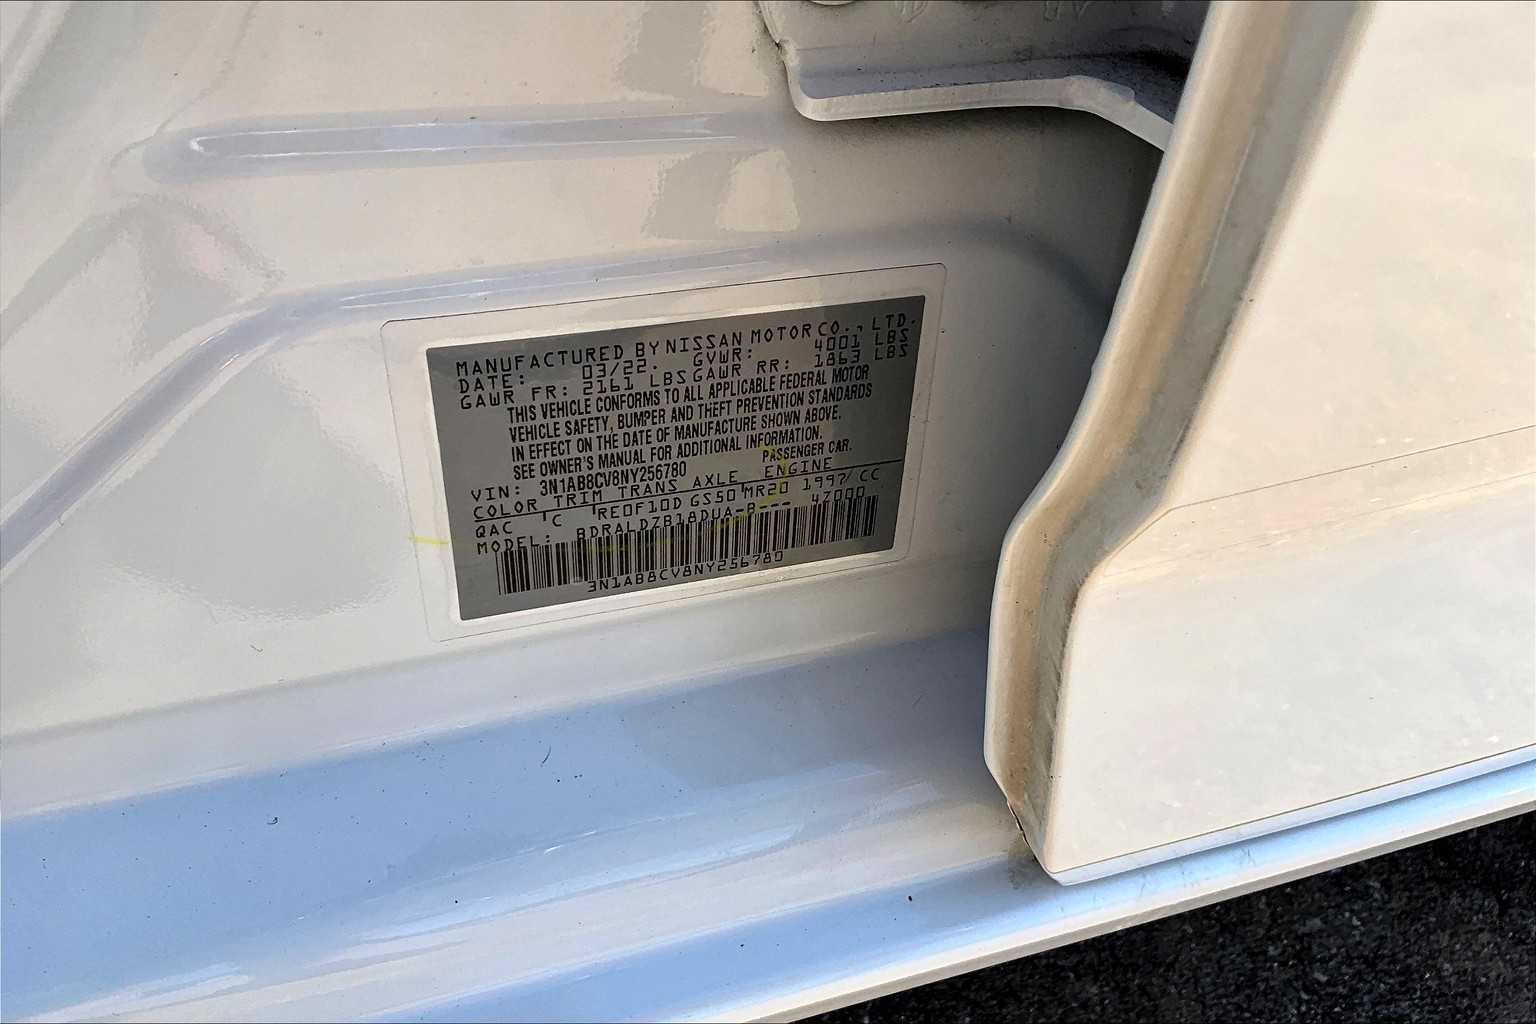 MANUFACTURED BY NISSAN MOTOR CO., LTD.
DATE: 03/22. GVWR: 4001 LBS
GAWR FR: 2161 LBS GAWR RR: 1863 LBS
THIS VEHICLE CONFORMS TO ALL APPLICABLE FEDERAL MOTOR
VEHICLE SAFETY, BUMPER AND THEFT PREVENTION STANDARDS
IN EFFECT ON THE DATE OF MANUFACTURE SHOWN ABOVE.
SEE OWNER'S MANUAL FOR ADDITIONAL INFORMATION.
VIN: 3N1AB8CV8NY256780 PASSENGER CAR.
COLOR TRIM TRANS AXLE ENGINE
QAC C RE0F10D GS50 MR20 1997/ CC
MODEL: BDRALDZB18DUA-B--- 47000
3N1AB8CV8NY256780